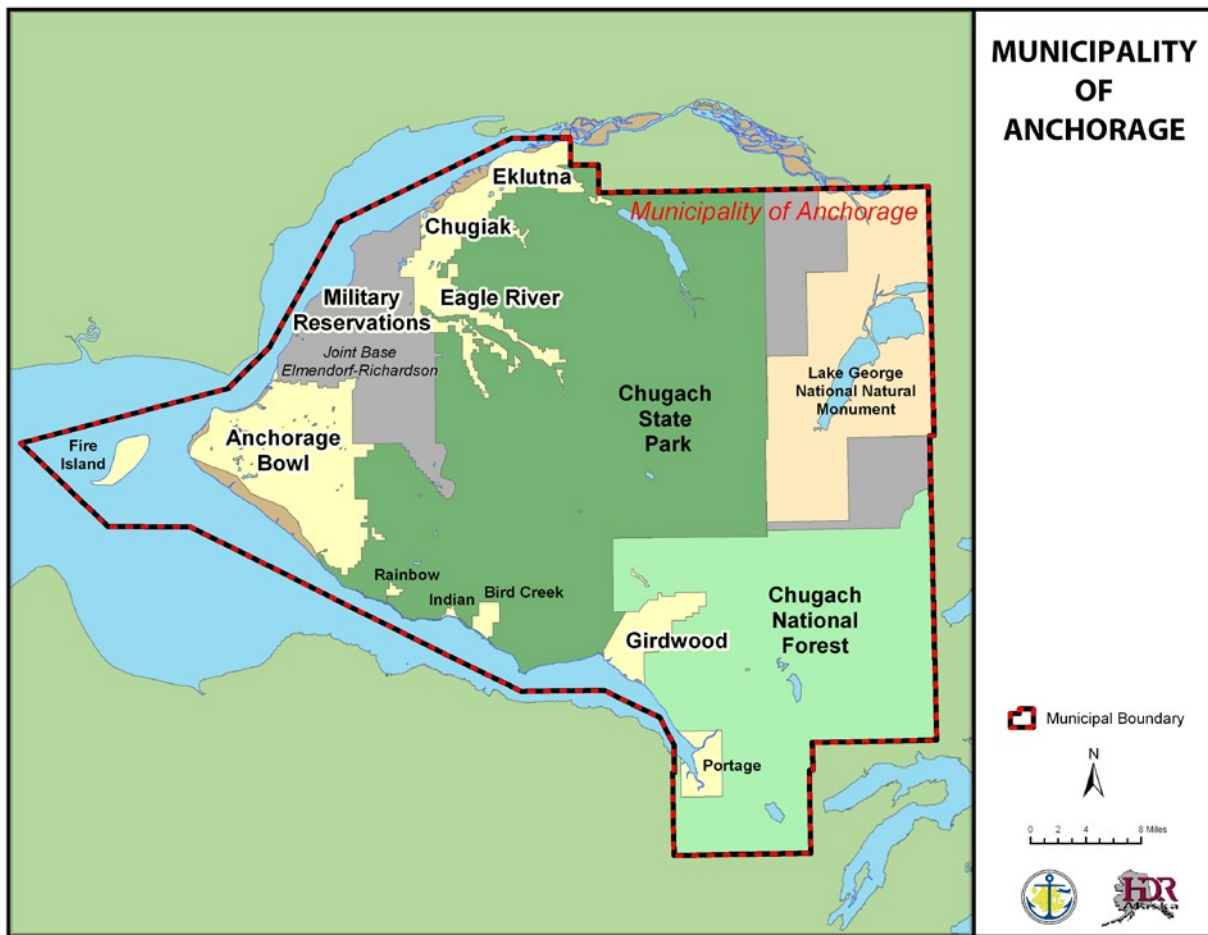 MUNICIPALITY
OF
ANCHORAGE
Eklutna
Municipality of Anchorage
Chugiak
Military
Reservations
Eagle River
Joint Base
Elmendorf-Richardson
Lake George
National Natural
Monument
Chugach
State
Park
Anchorage
Bowl
Fire
Island
Rainbow
Indian
Bird Creek
Chugach
National
Forest
Girdwood
Portage
Municipal Boundary
N
0 2 4 8 Miles
HDR
Alaska